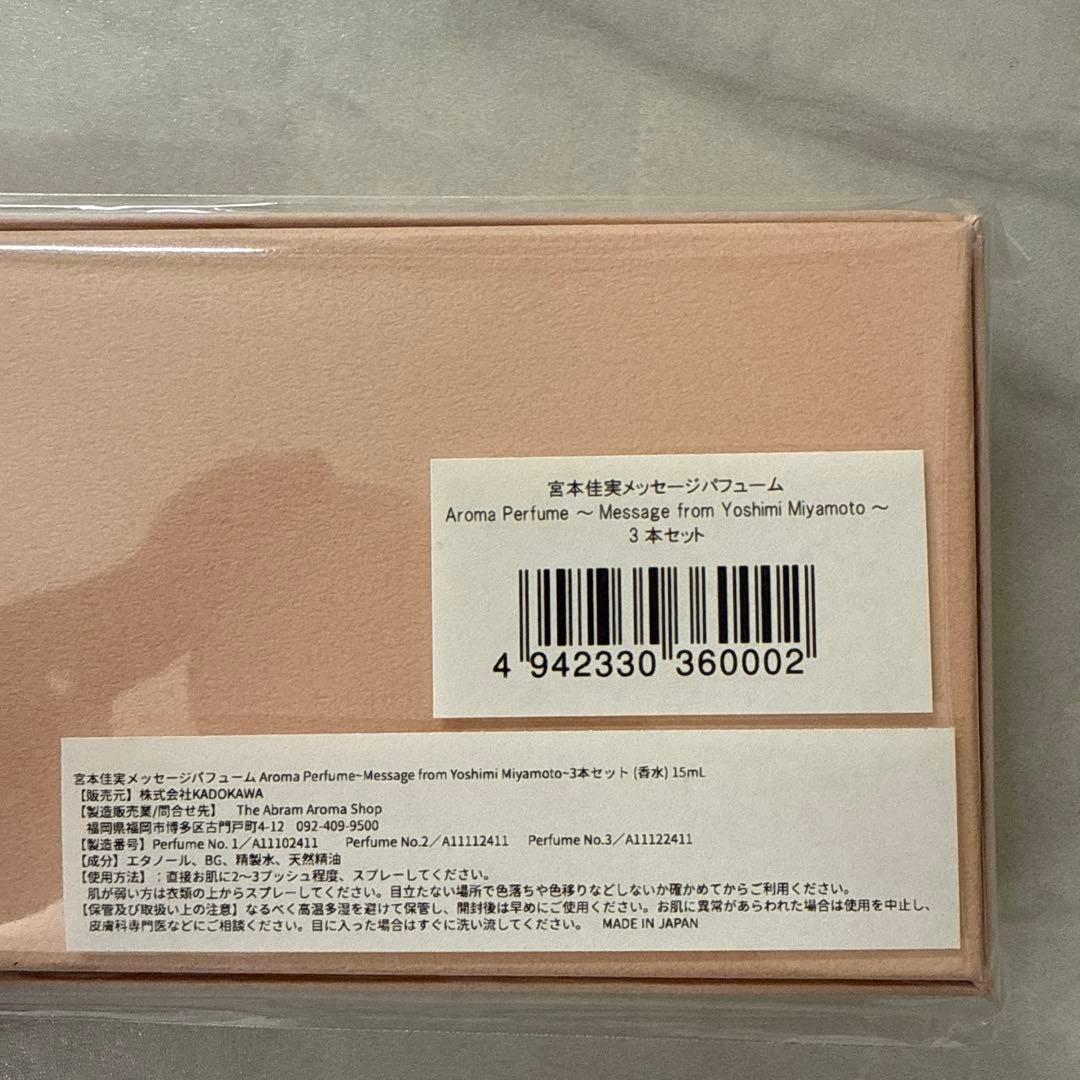 宮本佳実メッセージパフューム
Aroma Perfume ～ Message from Yoshimi Miyamoto ～
3 本セット
4 942330 360002
宮本佳実メッセージパフューム Aroma Perfume~Message from Yoshimi Miyamoto~3本セット (香水) 15mL
【販売元】株式会社KADOKAWA
【製造販売業/問合せ先】 The Abram Aroma Shop
福岡県福岡市博多区古門戸町4-12 092-409-9500
【製造番号】Perfume No. 1／A11102411 Perfume No.2／A11112411 Perfume No.3／A11122411
【成分】エタノール、BG、精製水、天然精油
【使用方法】：直接お肌に2〜3プッシュ程度、スプレーしてください。
肌が弱い方は衣類の上からスプレーしてください。目立たない場所で色落ちや色移りなどしないか確かめてからご利用ください。
【保管及び取扱い上の注意】なるべく高温多湿を避けて保管し、開封後は早めにご使用ください。お肌に異常があらわれた場合は使用を中止し、
皮膚科専門医などにご相談ください。目に入った場合はすぐに洗い流してください。 MADE IN JAPAN